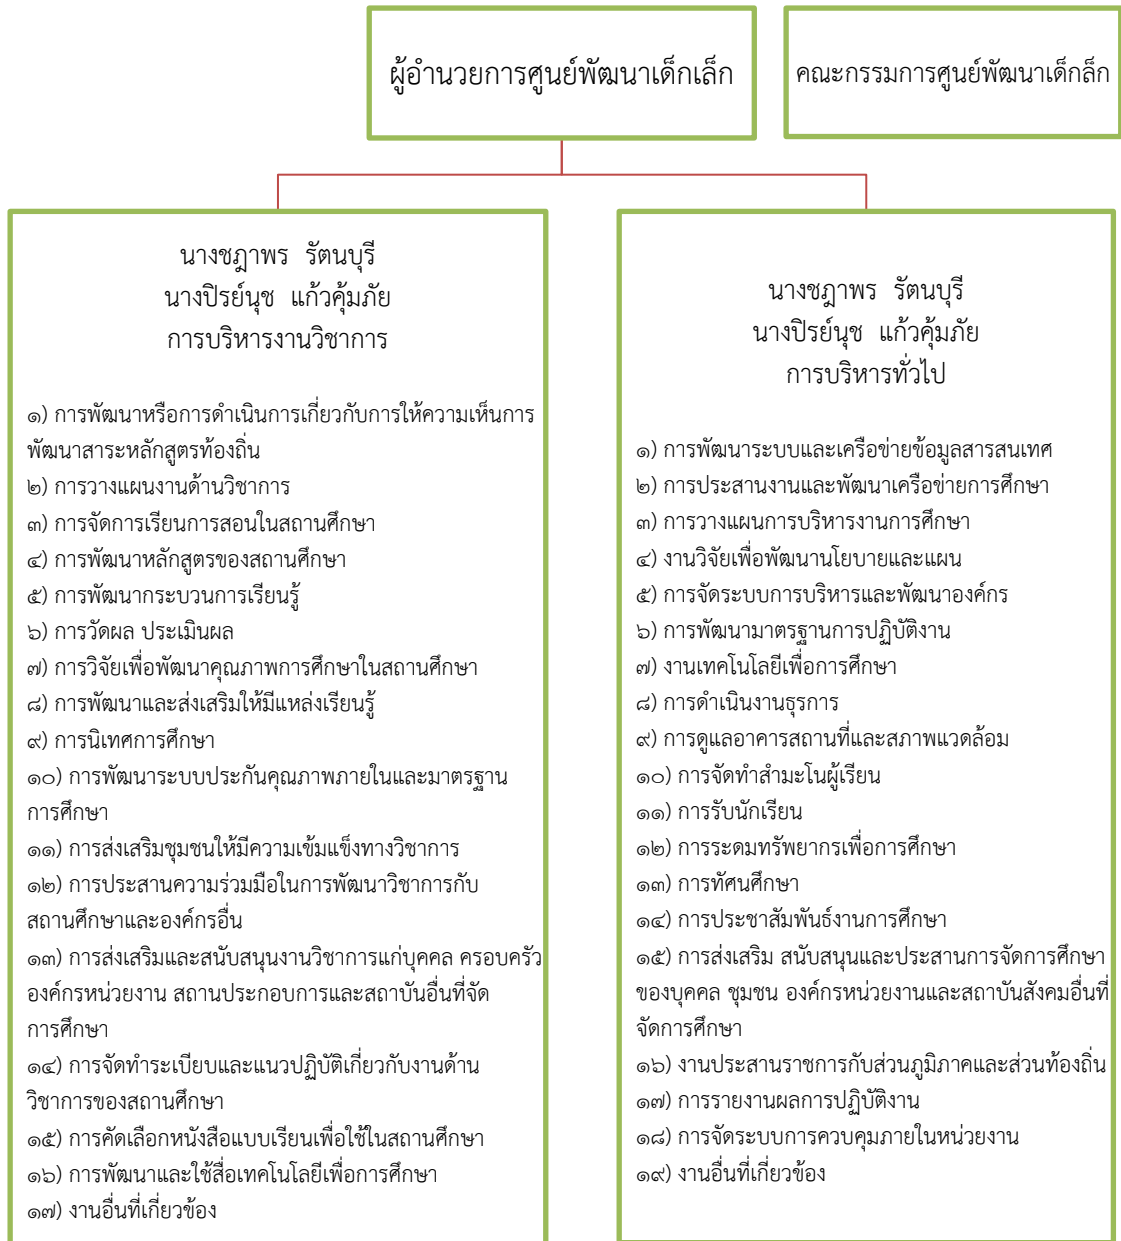 ผู้อำนวยการศูนย์พัฒนาเด็กเล็ก
คณะกรรมการศูนย์พัฒนาเด็กล็ก
นางชฎาพร รัตนบุรี
นางปิรย์นุช แก้วคุ้มภัย
การบริหารงานวิชาการ
๑) การพัฒนาหรือการดำเนินการเกี่ยวกับการให้ความเห็นการ
พัฒนาสาระหลักสูตรท้องถิ่น
๒) การวางแผนงานด้านวิชาการ
๓) การจัดการเรียนการสอนในสถานศึกษา
๔) การพัฒนาหลักสูตรของสถานศึกษา
๕) การพัฒนากระบวนการเรียนรู้
๖) การวัดผล ประเมินผล
๗) การวิจัยเพื่อพัฒนาคุณภาพการศึกษาในสถานศึกษา
๘) การพัฒนาและส่งเสริมให้มีแหล่งเรียนรู้
๙) การนิเทศการศึกษา
๑๐) การพัฒนาระบบประกันคุณภาพภายในและมาตรฐาน
การศึกษา
๑๑) การส่งเสริมชุมชนให้มีความเข้มแข็งทางวิชาการ
๑๒) การประสานความร่วมมือในการพัฒนาวิชาการกับ
สถานศึกษาและองค์กรอื่น
๑๓) การส่งเสริมและสนับสนุนงานวิชาการแก่บุคคล ครอบครัว
องค์กรหน่วยงาน สถานประกอบการและสถาบันอื่นที่จัด
การศึกษา
๑๔) การจัดทำระเบียบและแนวปฏิบัติเกี่ยวกับงานด้าน
วิชาการของสถานศึกษา
๑๕) การคัดเลือกหนังสือแบบเรียนเพื่อใช้ในสถานศึกษา
๑๖) การพัฒนาและใช้สื่อเทคโนโลยีเพื่อการศึกษา
๑๗) งานอื่นที่เกี่ยวข้อง
นางชฎาพร รัตนบุรี
นางปิรย์นุช แก้วคุ้มภัย
การบริหารทั่วไป
๑) การพัฒนาระบบและเครือข่ายข้อมูลสารสนเทศ
๒) การประสานงานและพัฒนาเครือข่ายการศึกษา
๓) การวางแผนการบริหารงานการศึกษา
๔) งานวิจัยเพื่อพัฒนานโยบายและแผน
๕) การจัดระบบการบริหารและพัฒนาองค์กร
๖) การพัฒนามาตรฐานการปฏิบัติงาน
๗) งานเทคโนโลยีเพื่อการศึกษา
๘) การดำเนินงานธุรการ
๙) การดูแลอาคารสถานที่และสภาพแวดล้อม
๑๐) การจัดทำสำมะโนผู้เรียน
๑๑) การรับนักเรียน
๑๒) การระดมทรัพยากรเพื่อการศึกษา
๑๓) การทัศนศึกษา
๑๔) การประชาสัมพันธ์งานการศึกษา
๑๕) การส่งเสริม สนับสนุนและประสานการจัดการศึกษา
ของบุคคล ชุมชน องค์กรหน่วยงานและสถาบันสังคมอื่นที่
จัดการศึกษา
๑๖) งานประสานราชการกับส่วนภูมิภาคและส่วนท้องถิ่น
๑๗) การรายงานผลการปฏิบัติงาน
๑๘) การจัดระบบการควบคุมภายในหน่วยงาน
๑๙) งานอื่นที่เกี่ยวข้อง